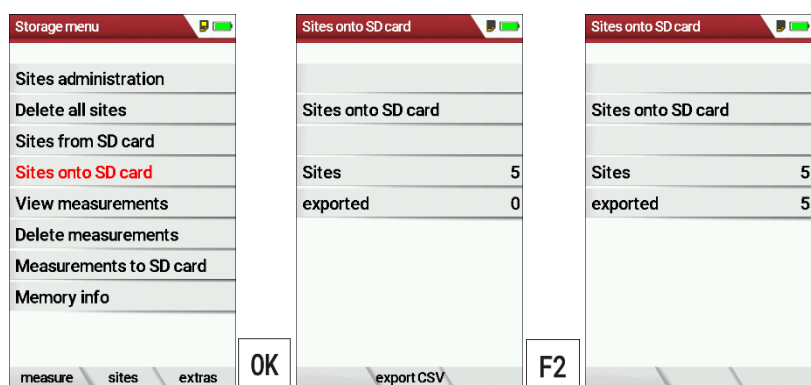 Storage menu
Sites administration
Delete all sites
Sites from SD card
Sites onto SD card
View measurements
Delete measurements
Measurements to SD card
Memory info
measure sites extras
OK
Sites onto SD card
Sites onto SD card
Sites 5
exported 0
export CSV
F2
Sites onto SD card
Sites onto SD card
Sites 5
exported 5